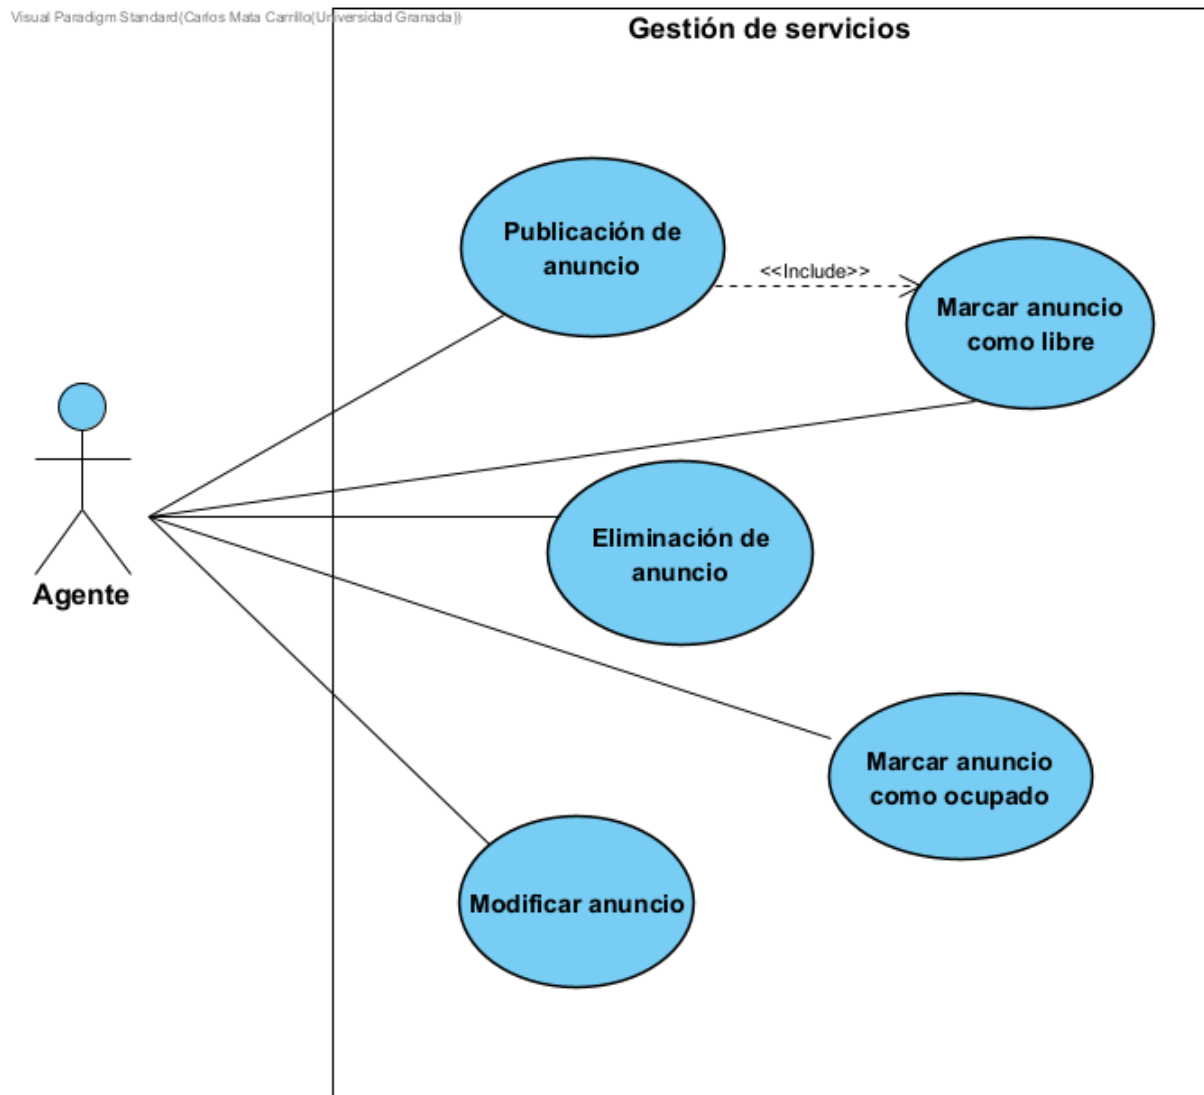 Visual Paradigm Standard(Carlos Mata Carrillo(Universidad Granada))
Gestión de servicios
Publicación de
anuncio
<<Include>>
Marcar anuncio
como libre
Eliminación de
anuncio
Agente
Marcar anuncio
como ocupado
Modificar anuncio